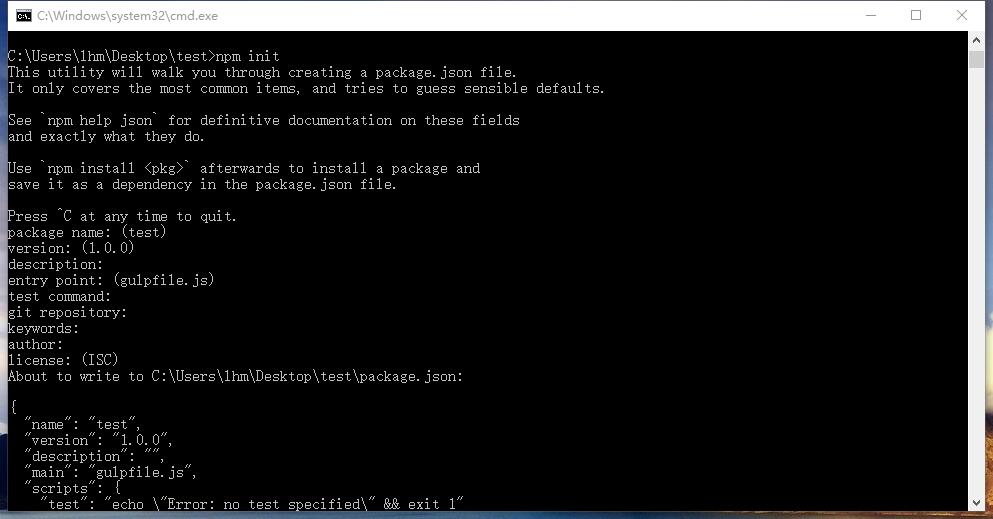 C:\Windows\system32\cmd.exe
C:\Users\lhm\Desktop\test>npm init
This utility will walk you through creating a package.json file.
It only covers the most common items, and tries to guess sensible defaults.
See `npm help json` for definitive documentation on these fields
and exactly what they do.
Use `npm install <pkg>` afterwards to install a package and
save it as a dependency in the package.json file.
Press ^C at any time to quit.
package name: (test)
version: (1.0.0)
description:
entry point: (gulpfile.js)
test command:
git repository:
keywords:
author:
license: (ISC)
About to write to C:\Users\lhm\Desktop\test\package.json:
{
"name": "test",
"version": "1.0.0",
"description": "",
"main": "gulpfile.js",
"scripts": {
"test": "echo \"Error: no test specified\" && exit 1"